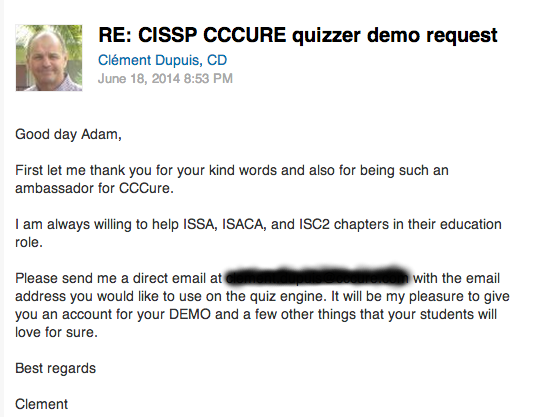 RE: CISSP CCCURE quizzer demo request
Clément Dupuis, CD
June 18, 2014 8:53 PM
Good day Adam,
First let me thank you for your kind words and also for being such an
ambassador for CCCure.
I am always willing to help ISSA, ISACA, and ISC2 chapters in their education
role.
Please send me a direct email at with the email
address you would like to use on the quiz engine. It will be my pleasure to give
you an account for your DEMO and a few other things that your students will
love for sure.
Best regards
Clement